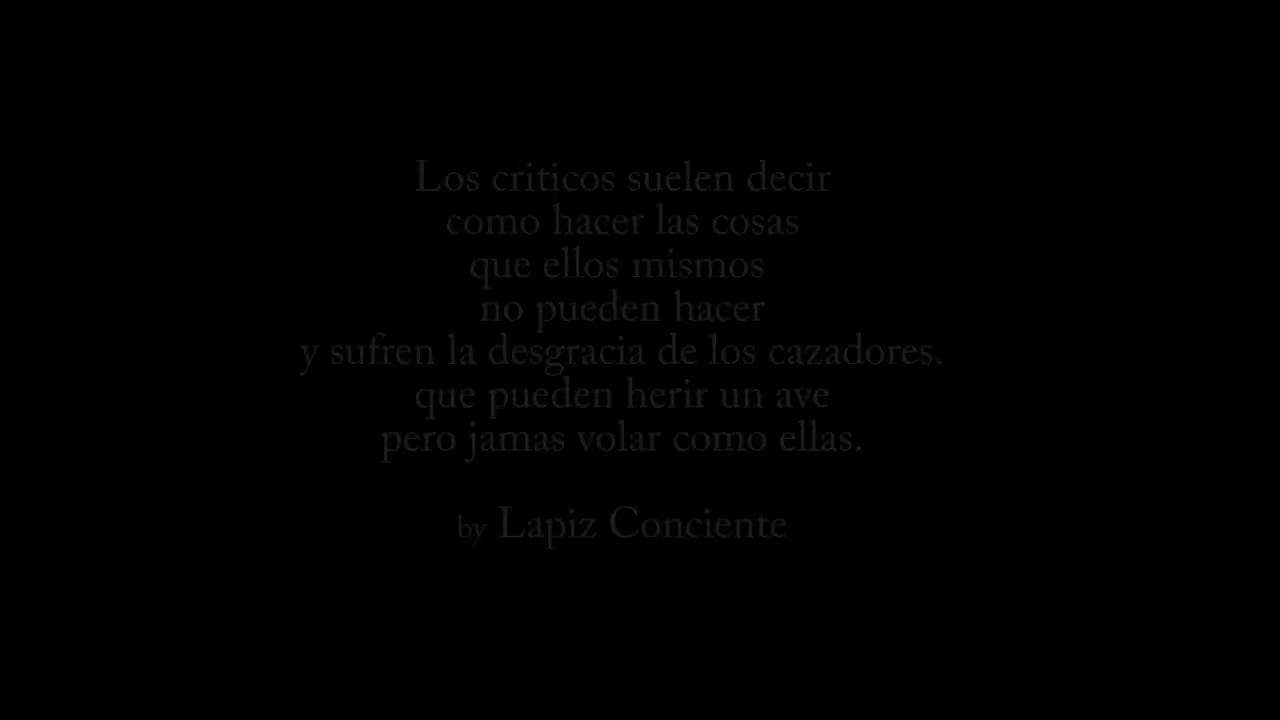 Los criticos suelen decir
como hacer las cosas
que ellos mismos
no pueden hacer
y sufren la desgracia de los cazadores.
que pueden herir un ave
pero jamas volar como ellas.
by Lapiz Conciente